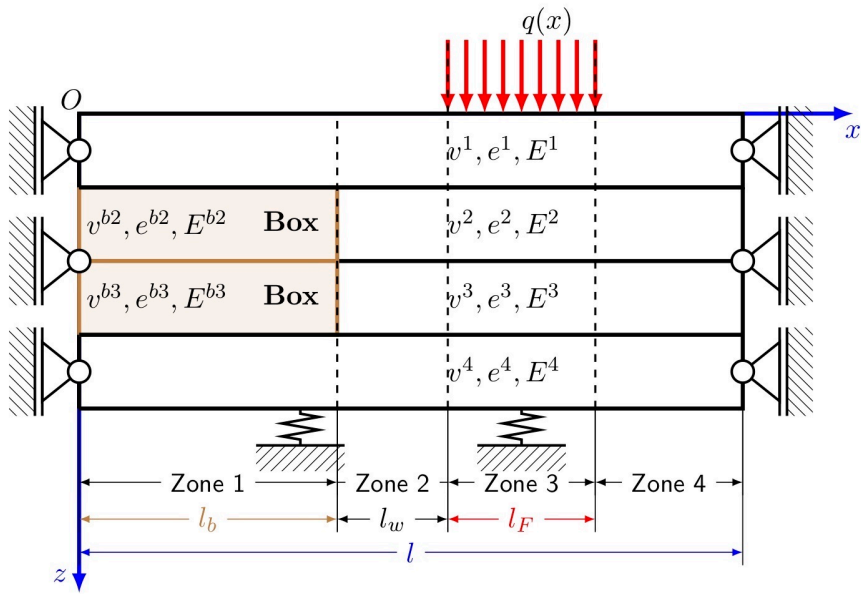 q(x)
O
x
v^1, e^1, E^1
v^{b2}, e^{b2}, E^{b2} Box v^2, e^2, E^2
v^{b3}, e^{b3}, E^{b3} Box v^3, e^3, E^3
v^4, e^4, E^4
Zone 1 Zone 2 Zone 3 Zone 4
l_b l_w l_F
l
z